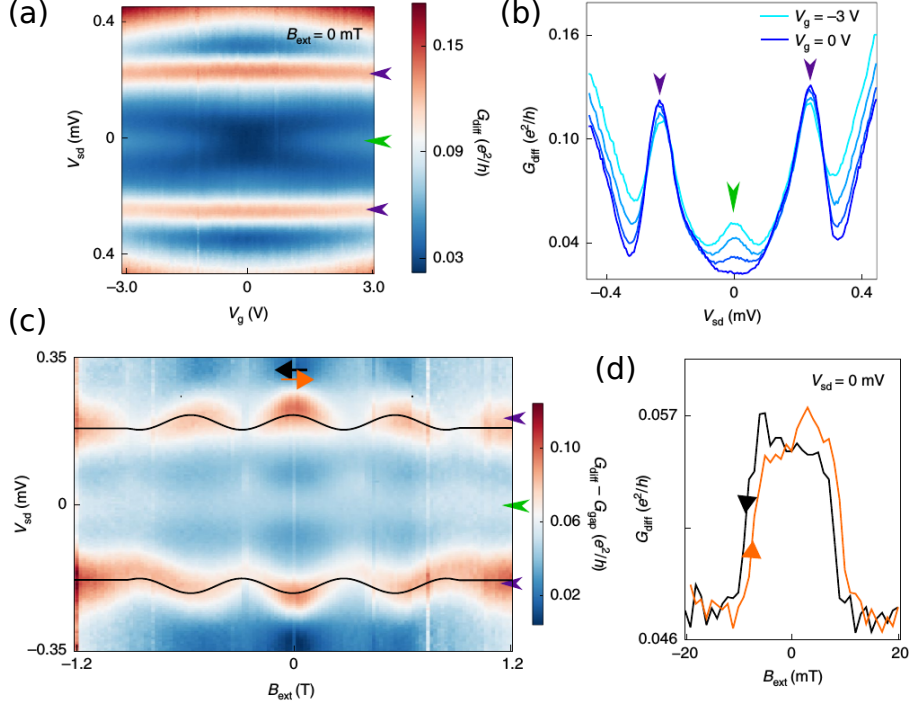 (a)
0.4
0
0.4
V_sd (mV)
B_ext = 0 mT
−3.0
0
3.0
V_g (V)
0.15
0.09
0.03
G_diff (e²/h)
(b)
V_g = −3 V
V_g = 0 V
0.16
0.10
0.04
G_diff (e²/h)
−0.4
0
0.4
V_sd (mV)
(c)
0.35
0
−0.35
V_sd (mV)
−1.2
0
1.2
B_ext (T)
0.10
0.06
0.02
G_diff − G_gap (e²/h)
(d)
V_sd = 0 mV
0.057
0.046
G_diff (e²/h)
−20
0
20
B_ext (mT)